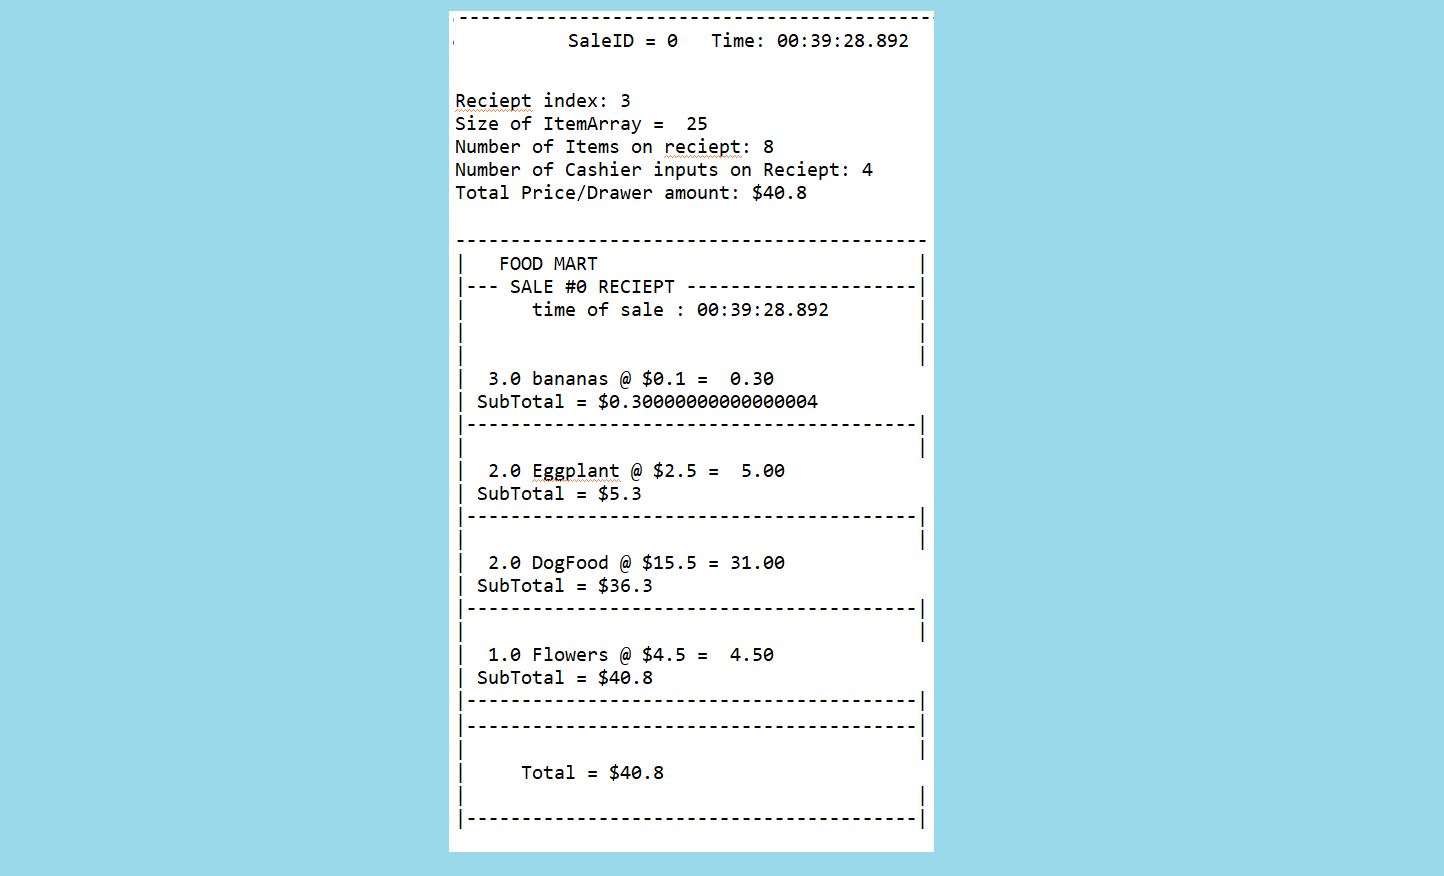 -------------------------------------------
SaleID = 0   Time: 00:39:28.892
Reciept index: 3
Size of ItemArray =  25
Number of Items on reciept: 8
Number of Cashier inputs on Reciept: 4
Total Price/Drawer amount: $40.8
-------------------------------------------
|   FOOD MART                             |
|--- SALE #0 RECIEPT ---------------------|
|      time of sale : 00:39:28.892        |
|                                         |
|                                         |
|  3.0 bananas @ $0.1 =  0.30
| SubTotal = $0.30000000000000004
|-----------------------------------------|
|                                         |
|  2.0 Eggplant @ $2.5 =  5.00
| SubTotal = $5.3
|-----------------------------------------|
|                                         |
|  2.0 DogFood @ $15.5 = 31.00
| SubTotal = $36.3
|-----------------------------------------|
|                                         |
|  1.0 Flowers @ $4.5 =  4.50
| SubTotal = $40.8
|-----------------------------------------|
|-----------------------------------------|
|                                         |
|     Total = $40.8
|                                         |
|-----------------------------------------|